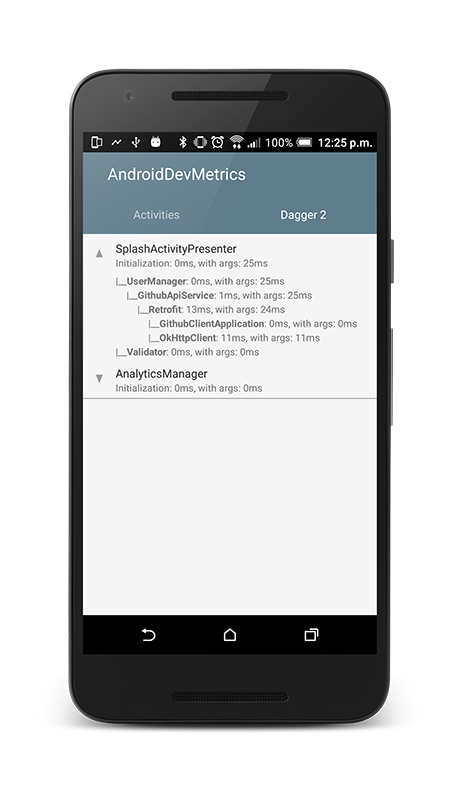 100% 12:25 p.m.
AndroidDevMetrics
Activities Dagger 2
SplashActivityPresenter
Initialization: 0ms, with args: 25ms
|__UserManager: 0ms, with args: 25ms
|__GithubApiService: 1ms, with args: 25ms
|__Retrofit: 13ms, with args: 24ms
|__GithubClientApplication: 0ms, with args: 0ms
|__OkHttpClient: 11ms, with args: 11ms
|__Validator: 0ms, with args: 0ms
AnalyticsManager
Initialization: 0ms, with args: 0ms